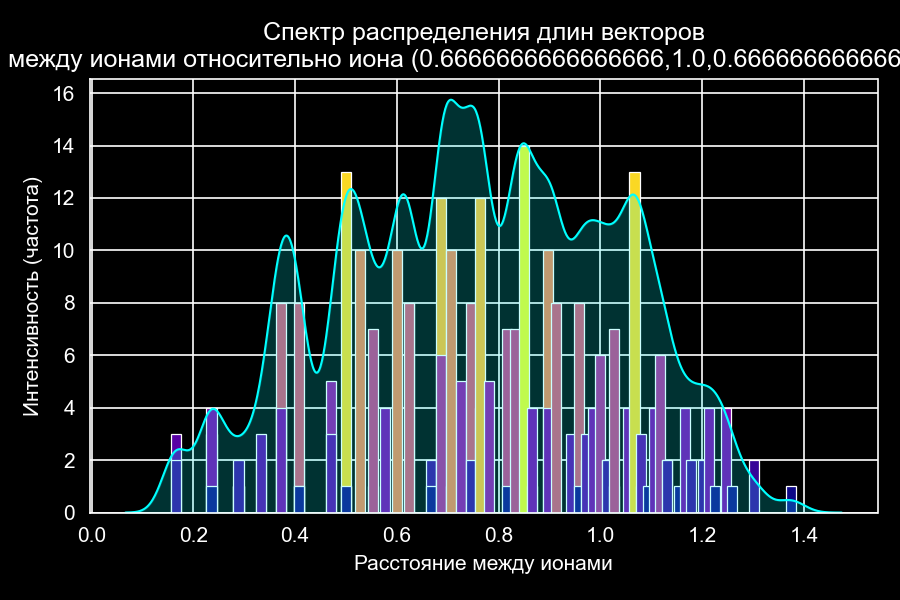 Спектр распределения длин векторов
между ионами относительно иона (0.6666666666666666,1.0,0.666666666666
Интенсивность (частота)
16
14
12
10
8
6
4
2
0
0.0 0.2 0.4 0.6 0.8 1.0 1.2 1.4
Расстояние между ионами